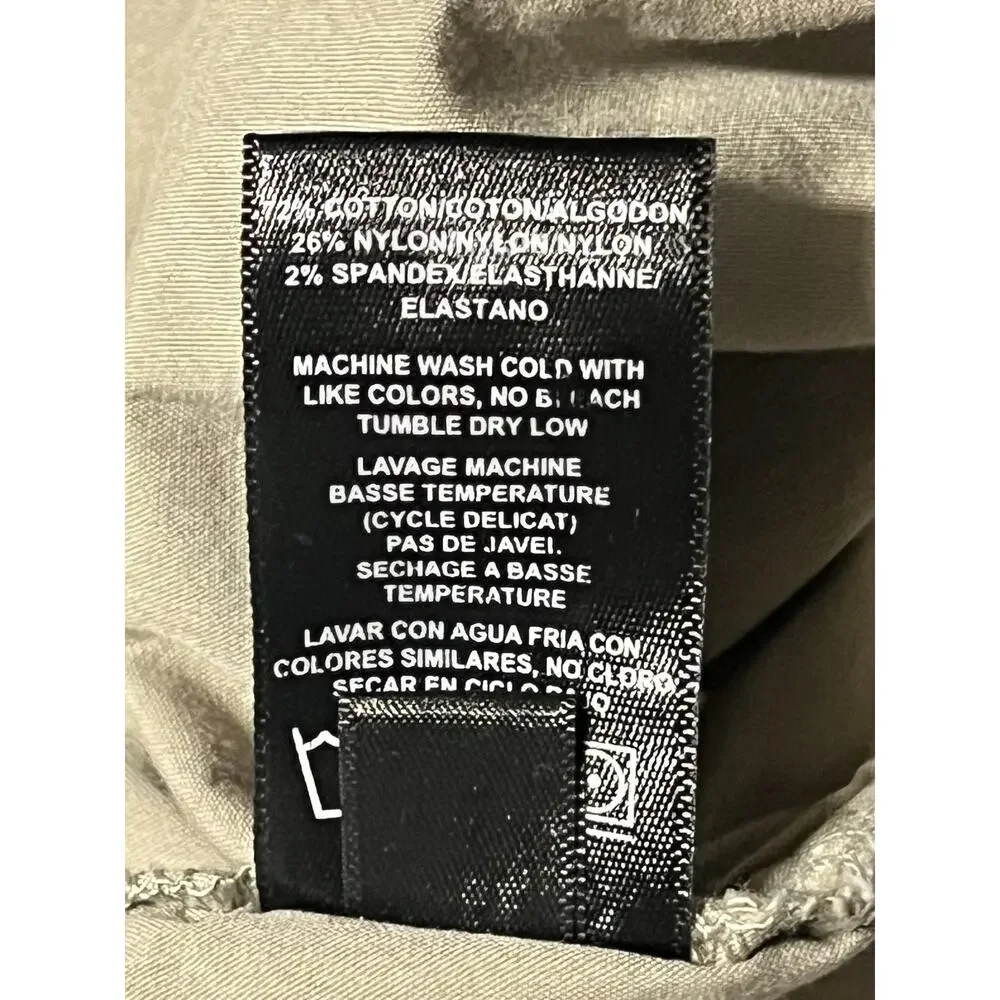 72% COTTON/COTON/ALGODON
26% NYLON/NYLON/NYLON
2% SPANDEX/ELASTHANNE/
ELASTANO
MACHINE WASH COLD WITH
LIKE COLORS, NO BLEACH
TUMBLE DRY LOW
LAVAGE MACHINE
BASSE TEMPERATURE
(CYCLE DELICAT)
PAS DE JAVEL
SECHAGE A BASSE
TEMPERATURE
LAVAR CON AGUA FRIA CON
COLORES SIMILARES, NO CLORO
SECAR EN CICLO BAJO